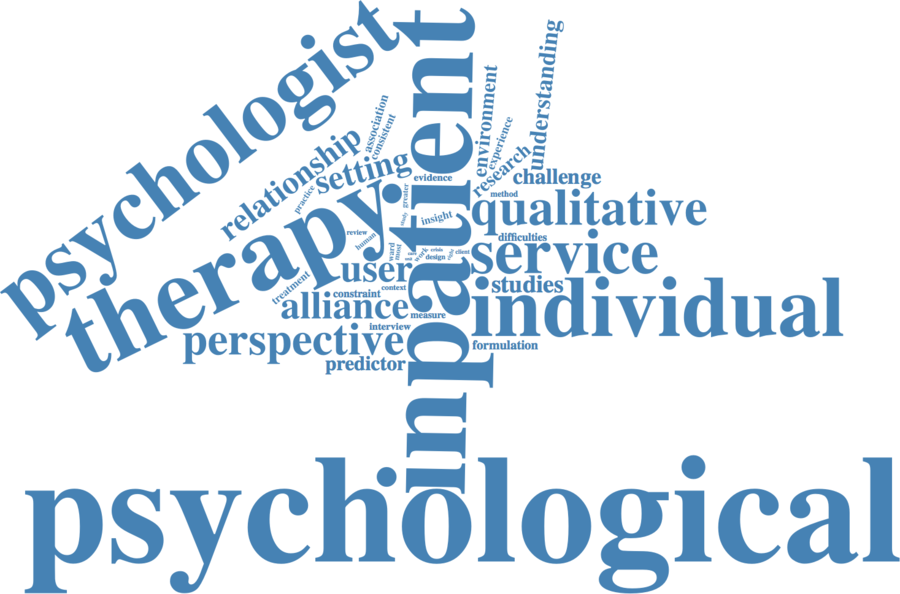 psychologist
inpatient
understanding
environment
association
consistent
experience
relationship
research
setting
evidence
challenge
practice
greater
method
therapy
study
insight
qualitative
review
human
difficulties
ward
most
work
crisis
client
service
user
design
treatment
context
studies
constraint
alliance
measure
individual
interview
perspective
formulation
predictor
psychological